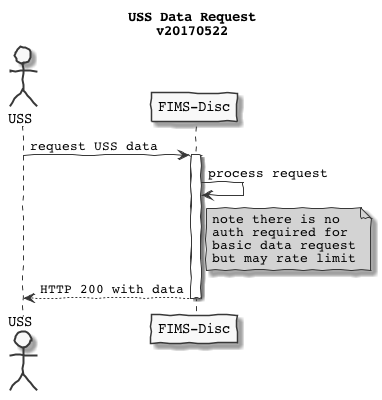 USS Data Request
v20170522
USS
FIMS-Disc
request USS data
process request
note there is no
auth required for
basic data request
but may rate limit
HTTP 200 with data
USS
FIMS-Disc